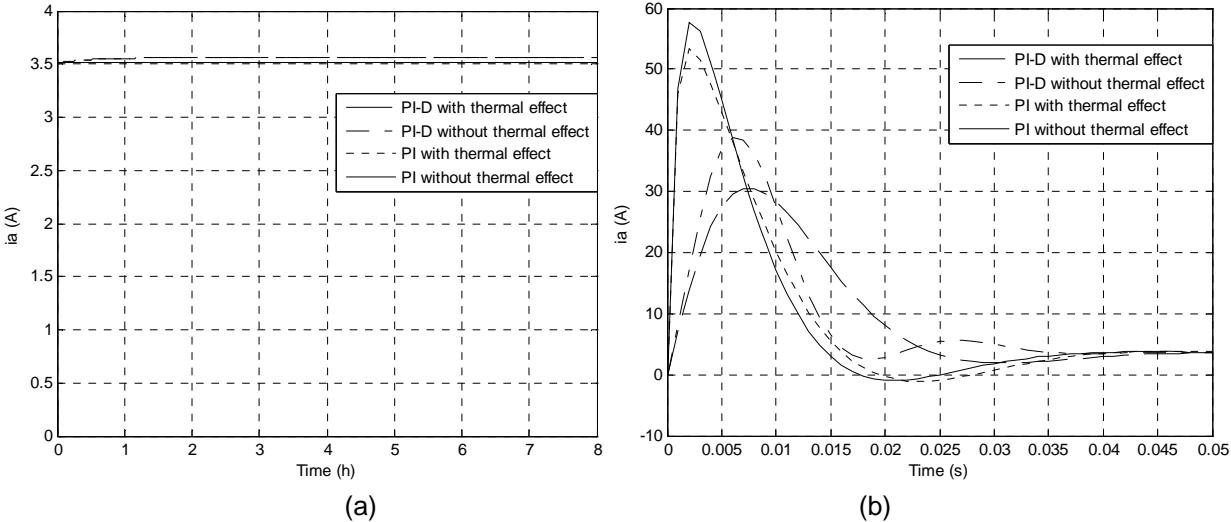 4
3.5
3
2.5
2
1.5
1
0.5
0
ia (A)
PI-D with thermal effect
PI-D without thermal effect
PI with thermal effect
PI without thermal effect
0 1 2 3 4 5 6 7 8
Time (h)
(a)
60
50
40
30
20
10
0
-10
ia (A)
PI-D with thermal effect
PI-D without thermal effect
PI with thermal effect
PI without thermal effect
0 0.005 0.01 0.015 0.02 0.025 0.03 0.035 0.04 0.045 0.05
Time (s)
(b)